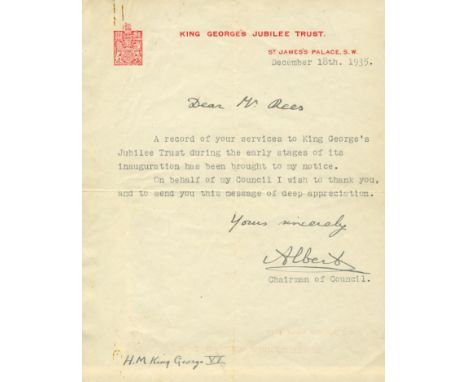 KING GEORGE'S JUBILEE TRUST.
ST JAMES'S PALACE, S.W.
December 18th. 1935.
Dear Mr Rees
A record of your services to King George's
Jubilee Trust during the early stages of its
inauguration has been brought to my notice.
On behalf of my Council I wish to thank you,
and to send you this message of deep appreciation.
Yours sincerely
Albert
Chairman of Council.
H.M. King George VI.